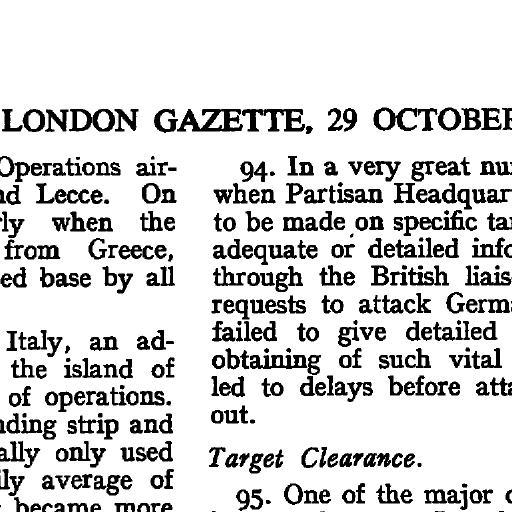 LONDON GAZETTE, 29 OCTOBER
Operations air-
nd Lecce. On
rly when the
from Greece,
ed base by all
Italy, an ad-
the island of
of operations.
nding strip and
ally only used
ily average of
became more
94. In a very great nu
when Partisan Headquar
to be made on specific ta
adequate or detailed info
through the British liais
requests to attack Germ
failed to give detailed
obtaining of such vital
led to delays before atta
out.
Target Clearance.
95. One of the major